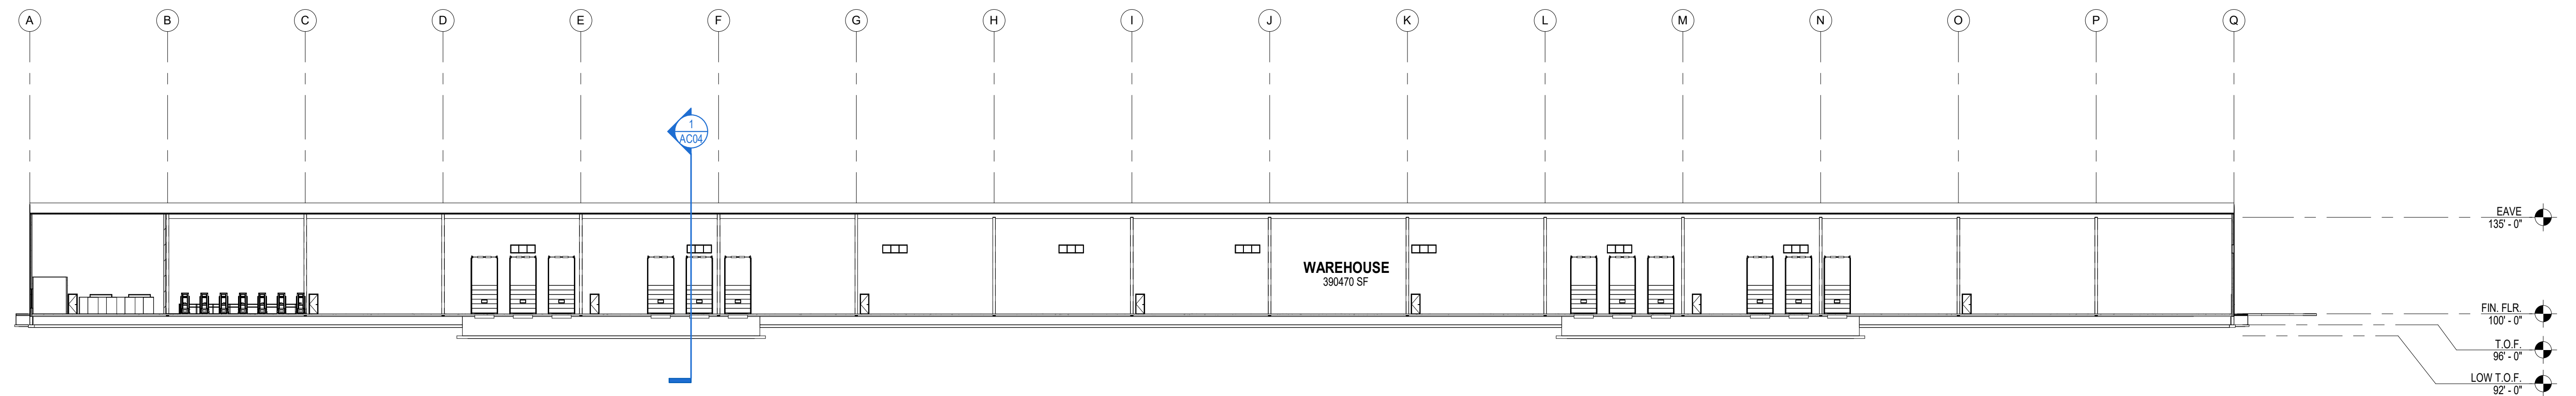 A
B
C
D
E
F
G
H
I
J
K
L
M
N
O
P
Q
1
AC04
EAVE
135' - 0"
WAREHOUSE
390470 SF
FIN. FLR.
100' - 0"
T.O.F.
96' - 0"
LOW T.O.F.
92' - 0"